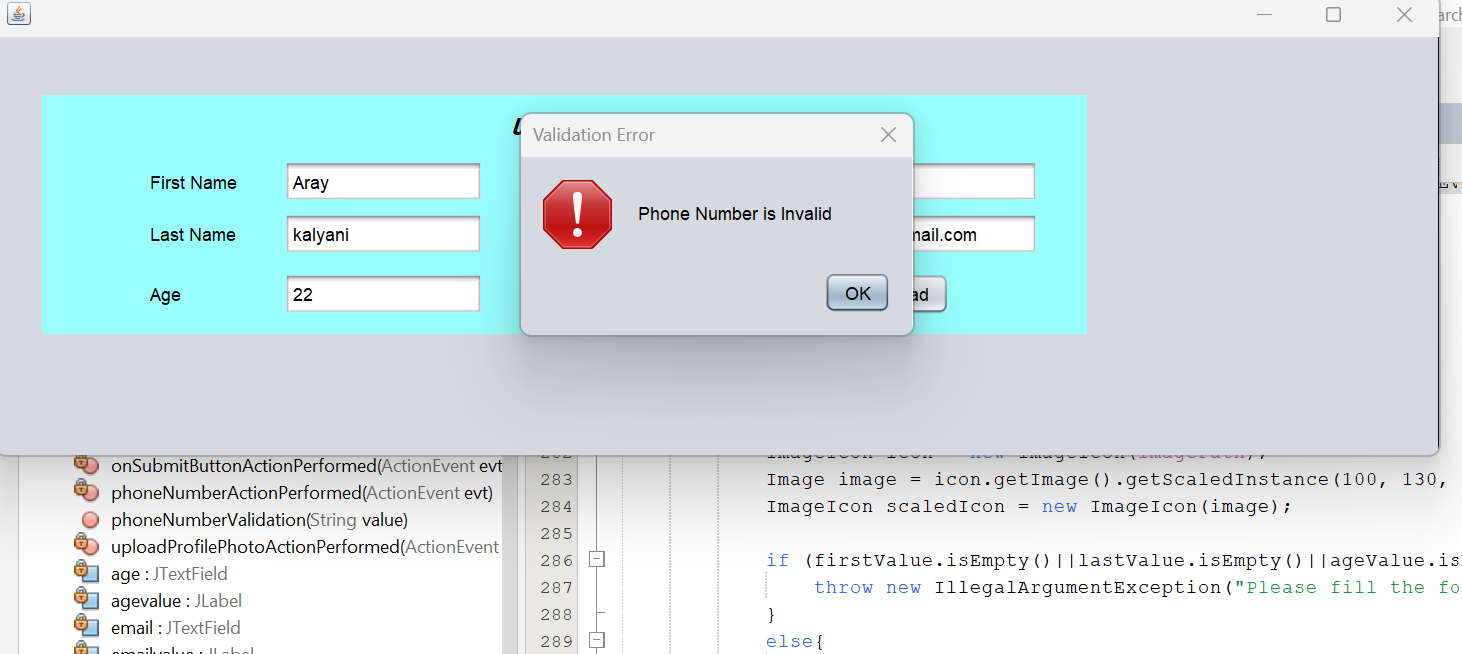 Validation Error
Phone Number is Invalid
OK
First Name
Aray
Last Name
kalyani
mail.com
Age
22
ad
onSubmitButtonActionPerformed(ActionEvent evt
phoneNumberActionPerformed(ActionEvent evt)
phoneNumberValidation(String value)
uploadProfilePhotoActionPerformed(ActionEvent
age : JTextField
agevalue : JLabel
email : JTextField
emailvalue : JLabel
283 Image image = icon.getImage().getScaledInstance(100, 130,
284 ImageIcon scaledIcon = new ImageIcon(image);
285
286 if (firstValue.isEmpty()||lastValue.isEmpty()||ageValue.is
287 throw new IllegalArgumentException("Please fill the fo
288 }
289 else{